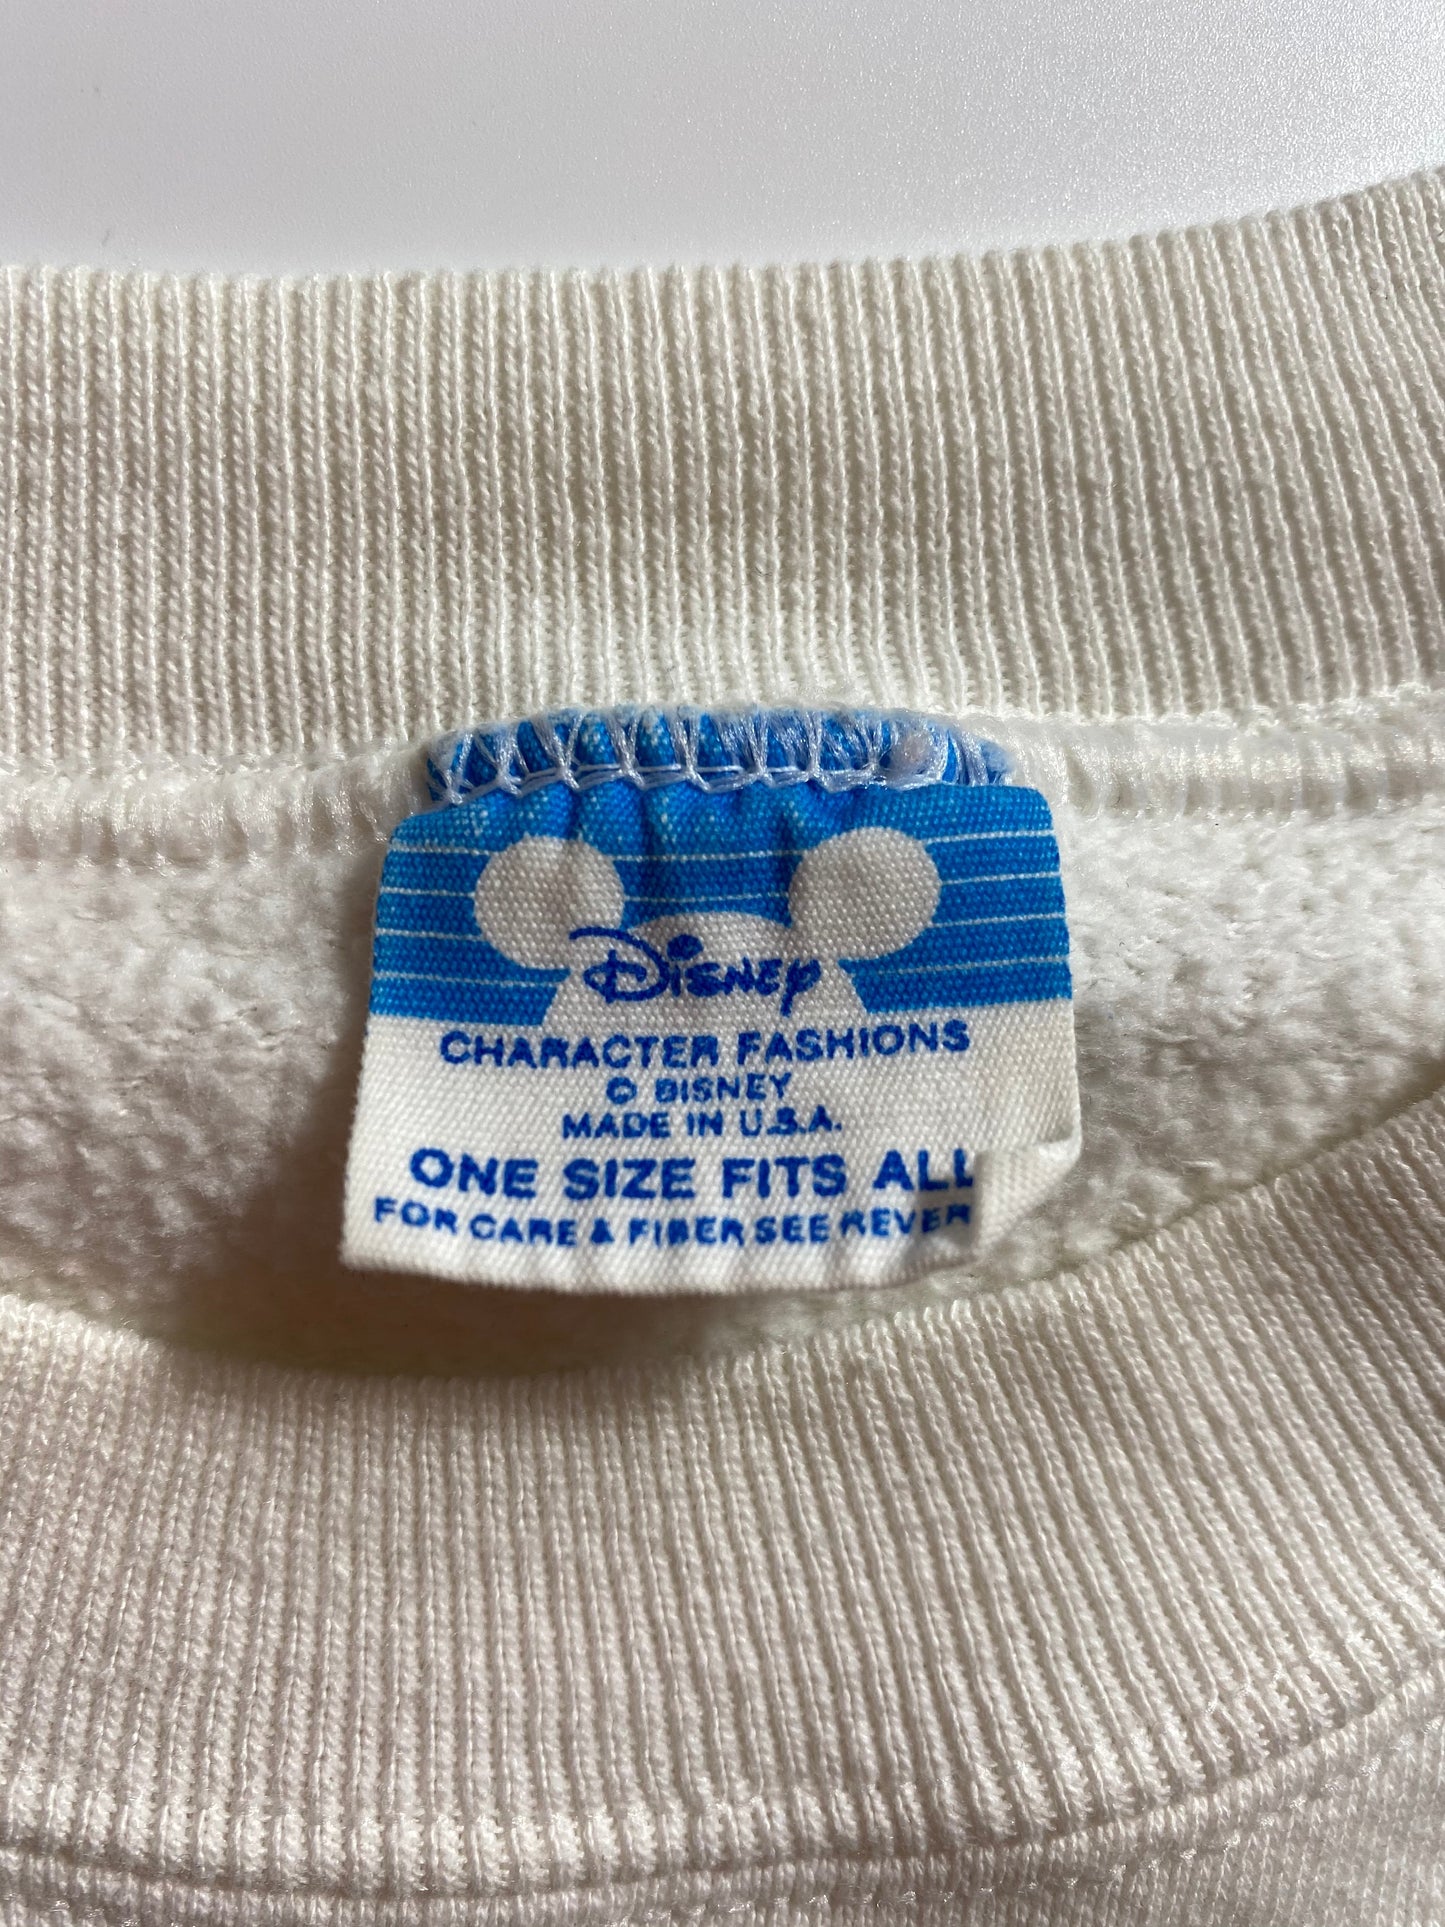 Disney
CHARACTER FASHIONS
© DISNEY
MADE IN U.S.A.
ONE SIZE FITS ALL
FOR CARE & FIBER SEE REVER